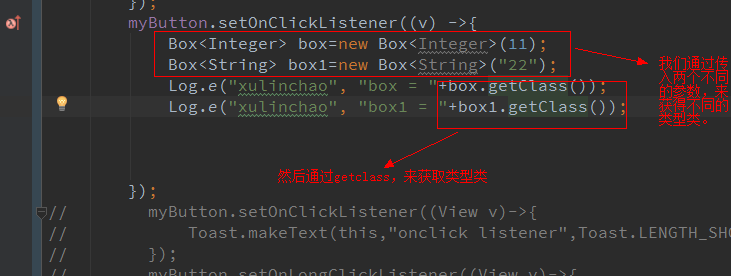 });
myButton.setOnClickListener((v) ->{
Box<Integer> box=new Box<Integer>(11);
Box<String> box1=new Box<String>("22");
Log.e("xulinchao", "box = "+box.getClass());
Log.e("xulinchao", "box1 = "+box1.getClass());
我们通过传
入两个不同
的参数，来
获得不同的
类型类。
然后通过getclass，来获取类型类
});
// myButton.setOnClickListener((View v)->{
// Toast.makeText(this,"onclick listener",Toast.LENGTH_SHO
// });
// myButton.setOnLongClickListener((View v)->{